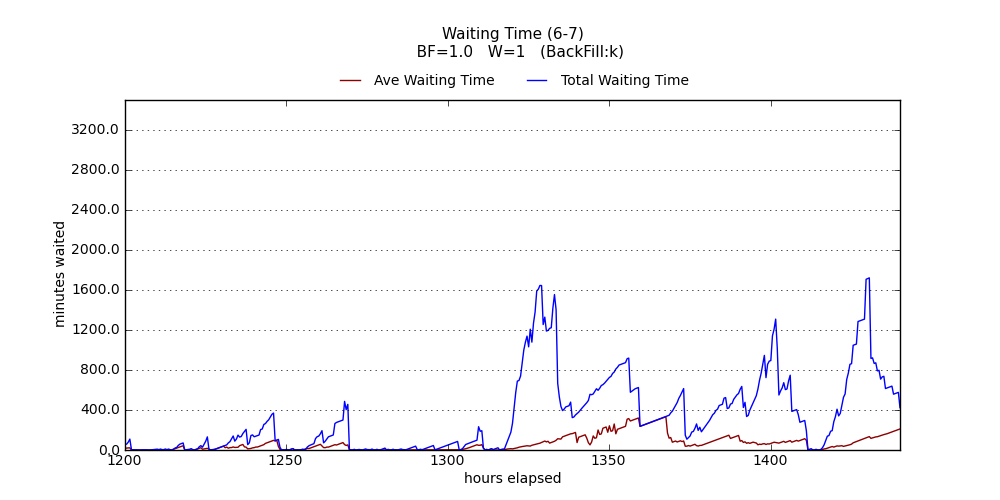 Waiting Time (6-7)
BF=1.0 W=1 (BackFill:k)
Ave Waiting Time
Total Waiting Time
3200.0
2800.0
2400.0
2000.0
1600.0
1200.0
800.0
400.0
0.0
minutes waited
1200
1250
1300
1350
1400
hours elapsed